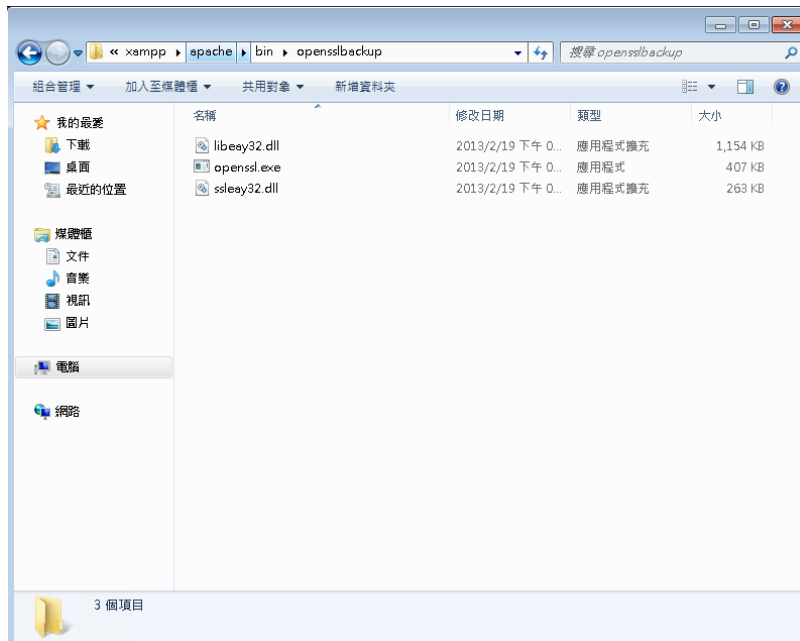 « xampp ▸ apache ▸ bin ▸ opensslbackup
搜尋 opensslbackup
組合管理 加入至媒體櫃 共用對象 新增資料夾
我的最愛
下載
桌面
最近的位置
媒體櫃
文件
音樂
視訊
圖片
電腦
網路
名稱 修改日期 類型 大小
libeay32.dll 2013/2/19 下午 0... 應用程式擴充 1,154 KB
openssl.exe 2013/2/19 下午 0... 應用程式 407 KB
ssleay32.dll 2013/2/19 下午 0... 應用程式擴充 263 KB
3 個項目